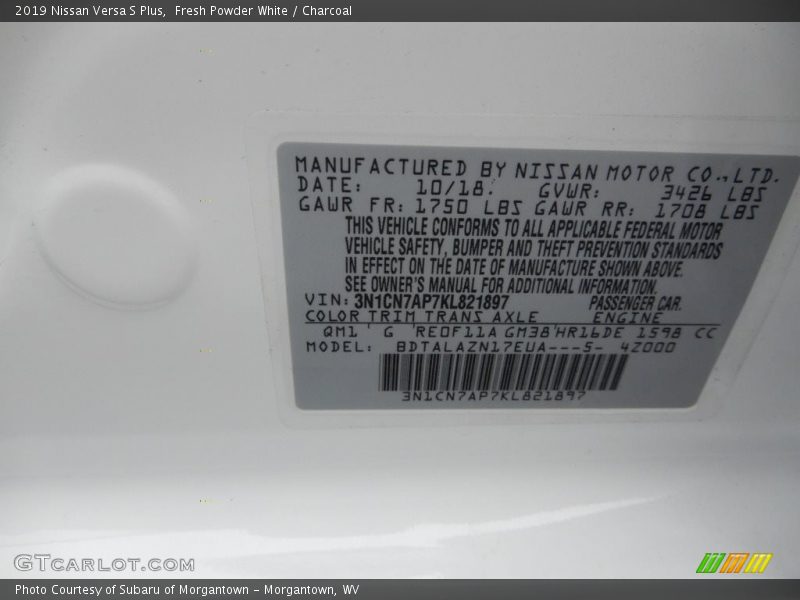 2019 Nissan Versa S Plus, Fresh Powder White / Charcoal
MANUFACTURED BY NISSAN MOTOR CO., LTD.
DATE: 10/18. GVWR: 3426 LBS
GAWR FR: 1750 LBS GAWR RR: 1708 LBS
THIS VEHICLE CONFORMS TO ALL APPLICABLE FEDERAL MOTOR
VEHICLE SAFETY, BUMPER AND THEFT PREVENTION STANDARDS
IN EFFECT ON THE DATE OF MANUFACTURE SHOWN ABOVE.
SEE OWNER'S MANUAL FOR ADDITIONAL INFORMATION.
VIN: 3N1CN7AP7KL821897 PASSENGER CAR.
COLOR TRIM TRANS AXLE ENGINE
QM1 ' G 'RE0F11A GM38'HR16DE 1598 CC
MODEL: BDTALAZN17EUA---5- 4Z000
3N1CN7AP7KL821897
GTCARLOT.COM
Photo Courtesy of Subaru of Morgantown - Morgantown, WV